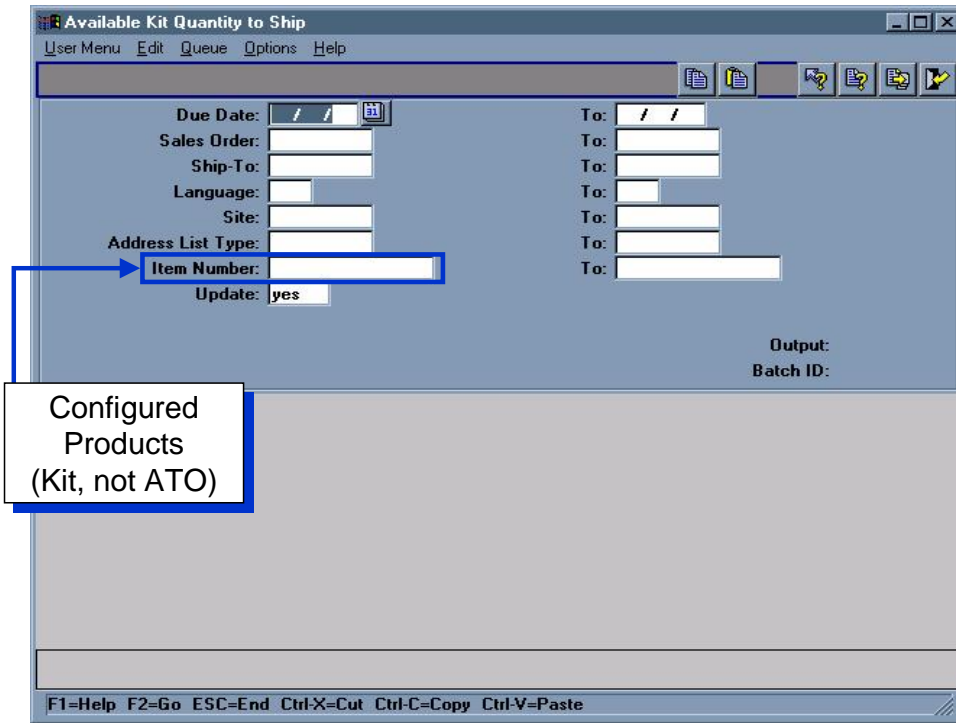 Available Kit Quantity to Ship
User Menu Edit Queue Options Help
Due Date: / / 31 To: / /
Sales Order: To:
Ship-To: To:
Language: To:
Site: To:
Address List Type: To:
Item Number: To:
Update: yes
Output:
Batch ID:
Configured
Products
(Kit, not ATO)
F1=Help F2=Go ESC=End Ctrl-X=Cut Ctrl-C=Copy Ctrl-V=Paste